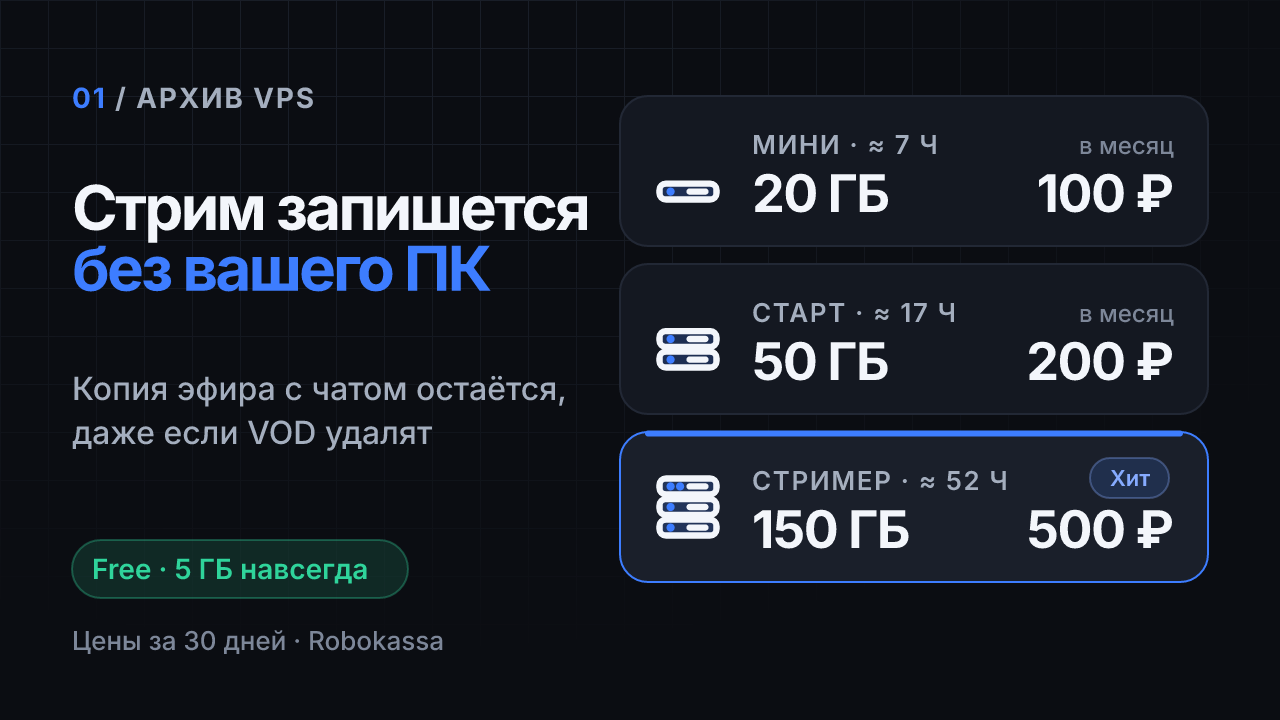 01 / АРХИВ VPS
Стрим запишется
без вашего ПК
Копия эфира с чатом остаётся,
даже если VOD удалят
Free · 5 ГБ навсегда
Цены за 30 дней · Robokassa
МИНИ · ≈ 7 Ч
в месяц
20 ГБ
100 ₽
СТАРТ · ≈ 17 Ч
в месяц
50 ГБ
200 ₽
СТРИМЕР · ≈ 52 Ч
Хит
150 ГБ
500 ₽